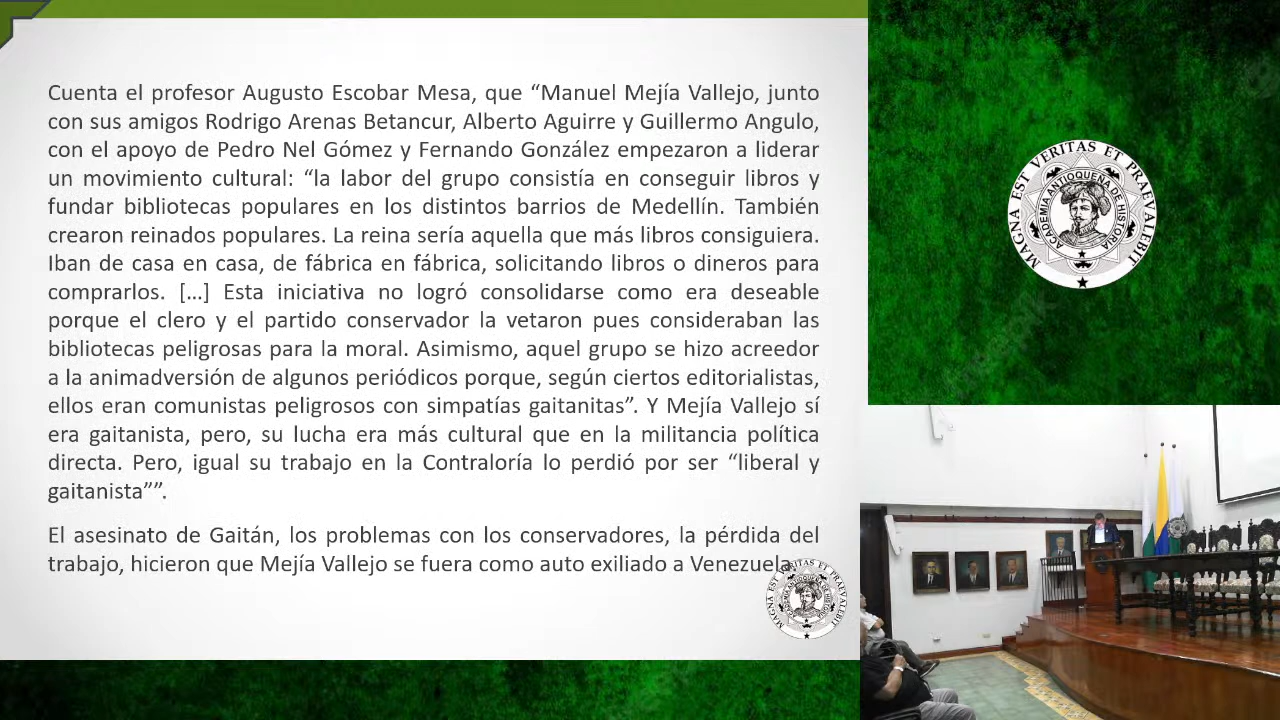 Cuenta el profesor Augusto Escobar Mesa, que “Manuel Mejía Vallejo, junto
con sus amigos Rodrigo Arenas Betancur, Alberto Aguirre y Guillermo Angulo,
con el apoyo de Pedro Nel Gómez y Fernando González empezaron a liderar
un movimiento cultural: “la labor del grupo consistía en conseguir libros y
fundar bibliotecas populares en los distintos barrios de Medellín. También
crearon reinados populares. La reina sería aquella que más libros consiguiera.
Iban de casa en casa, de fábrica en fábrica, solicitando libros o dineros para
comprarlos. […] Esta iniciativa no logró consolidarse como era deseable
porque el clero y el partido conservador la vetaron pues consideraban las
bibliotecas peligrosas para la moral. Asimismo, aquel grupo se hizo acreedor
a la animadversión de algunos periódicos porque, según ciertos editorialistas,
ellos eran comunistas peligrosos con simpatías gaitanitas”. Y Mejía Vallejo sí
era gaitanista, pero, su lucha era más cultural que en la militancia política
directa. Pero, igual su trabajo en la Contraloría lo perdió por ser “liberal y
gaitanista””.
El asesinato de Gaitán, los problemas con los conservadores, la pérdida del
trabajo, hicieron que Mejía Vallejo se fuera como auto exiliado a Venezuela.
MAGNA EST VERITAS ET PRAEVALEBIT
ACADEMIA ANTIOQUEÑA DE HISTORIA
MAGNA EST VERITAS ET PRAEVALEBIT